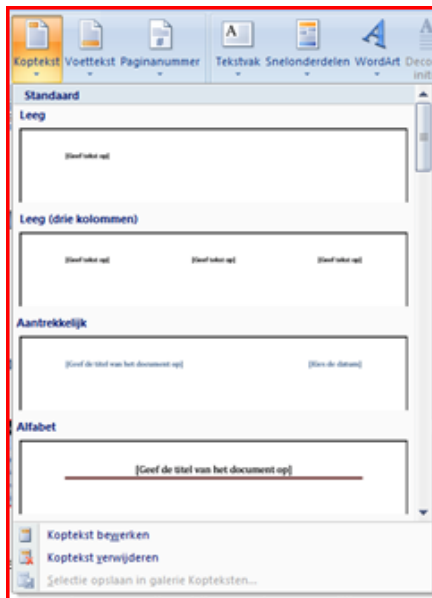 Koptekst Voettekst Paginanummer Tekstvak Snelonderdelen WordArt Deco
init
Standaard
Leeg
[Geef tekst op]
Leeg (drie kolommen)
[Geef tekst op] [Geef tekst op] [Geef tekst op]
Aantrekkelijk
[Geef de titel van het document op] [Kies de datum]
Alfabet
[Geef de titel van het document op]
Koptekst bewerken
Koptekst verwijderen
Selectie opslaan in galerie Kopteksten...